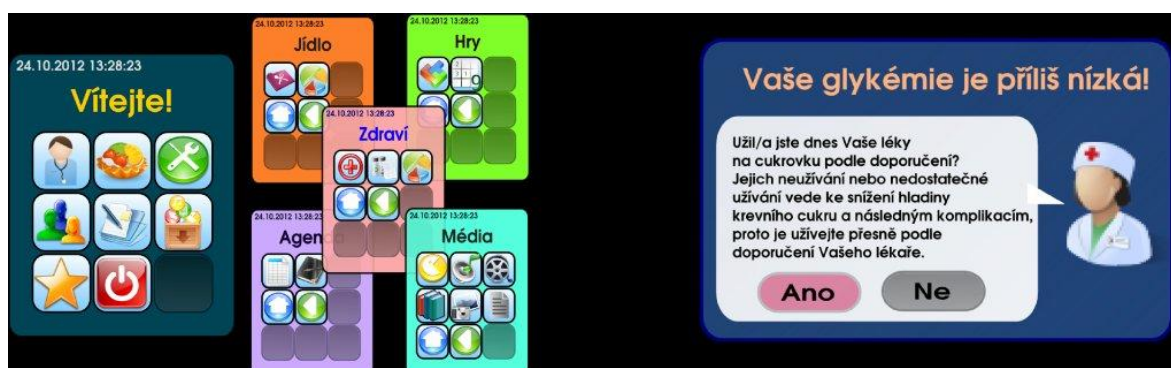 24.10.2012 13:28:23
Vítejte!
24.10.2012 13:28:23
Jídlo
24.10.2012 13:28:23
Hry
24.10.2012 13:28:23
Zdraví
24.10.2012 13:28:23
Agenda
24.10.2012 13:28:23
Média
Vaše glykémie je příliš nízká!
Užil/a jste dnes Vaše léky
na cukrovku podle doporučení?
Jejich neužívání nebo nedostatečné
užívání vede ke snížení hladiny
krevního cukru a následným komplikacím,
proto je užívejte přesně podle
doporučení Vašeho lékaře.
Ano
Ne